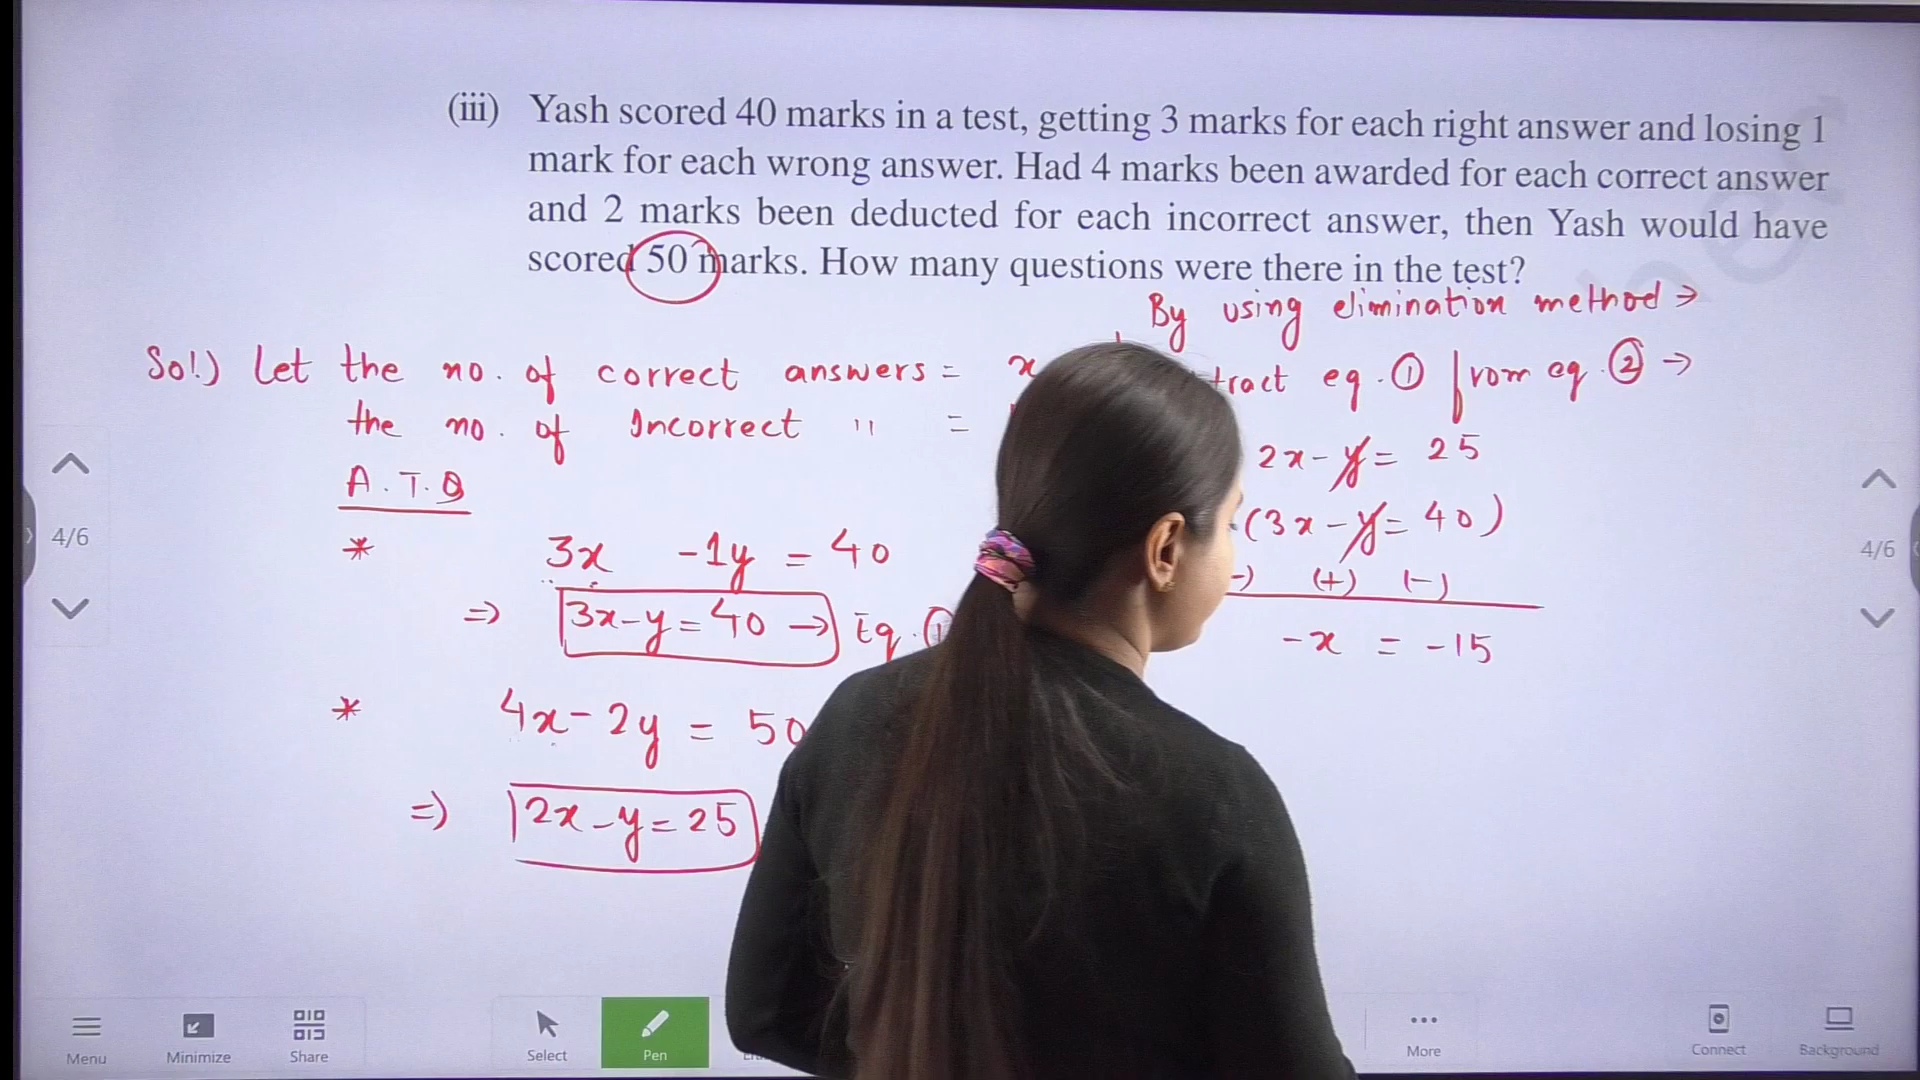 (iii) Yash scored 40 marks in a test, getting 3 marks for each right answer and losing 1
mark for each wrong answer. Had 4 marks been awarded for each correct answer
and 2 marks been deducted for each incorrect answer, then Yash would have
scored 50 marks. How many questions were there in the test?
By using elimination method →
Sol.) Let the no. of correct answers = x
tract eq. ① from eq. ② →
the no. of Incorrect " =
A.T.Q
2x - y = 25
(3x - y = 40)
-) (+) (-)
-x = -15
* 3x -1y = 40
=> 3x - y = 40 → Eq. ①
* 4x - 2y = 50
=> 2x - y = 25
4/6
4/6
Menu
Minimize
Share
Select
Pen
More
Connect
Background